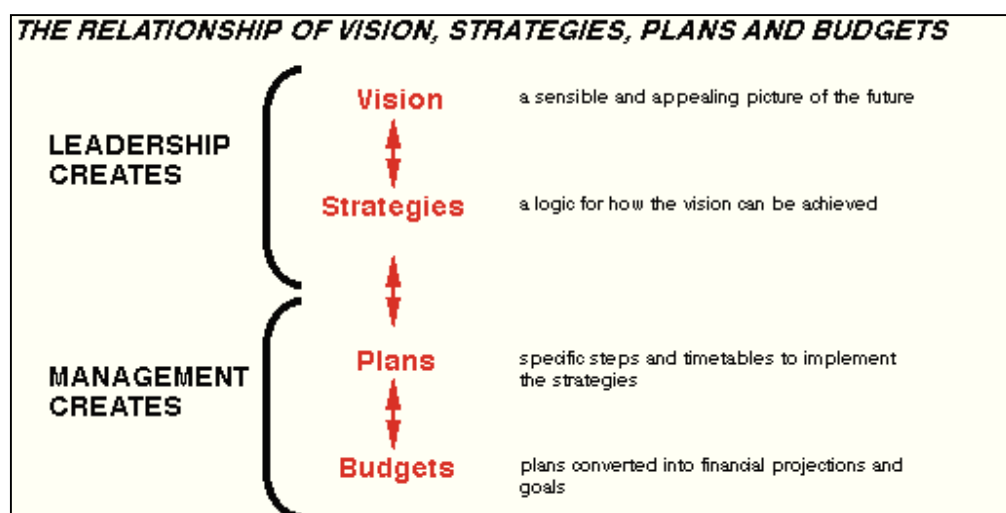 THE RELATIONSHIP OF VISION, STRATEGIES, PLANS AND BUDGETS
LEADERSHIP
CREATES
Vision
a sensible and appealing picture of the future
Strategies
a logic for how the vision can be achieved
MANAGEMENT
CREATES
Plans
specific steps and timetables to implement
the strategies
Budgets
plans converted into financial projections and
goals